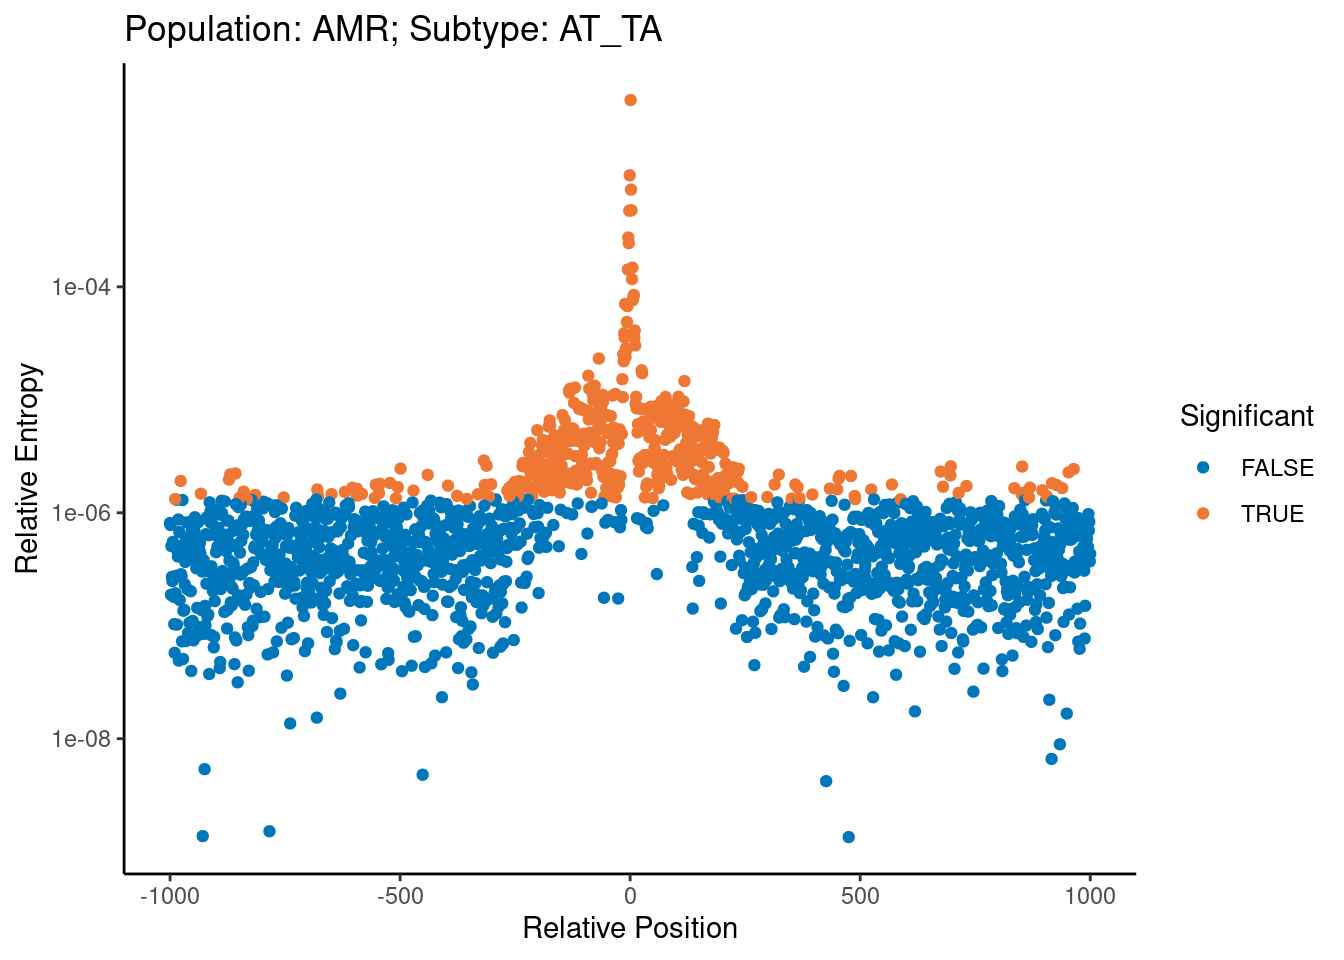 Population: AMR; Subtype: AT_TA
Relative Entropy
1e-04
1e-06
1e-08
-1000
-500
0
500
1000
Relative Position
Significant
FALSE
TRUE